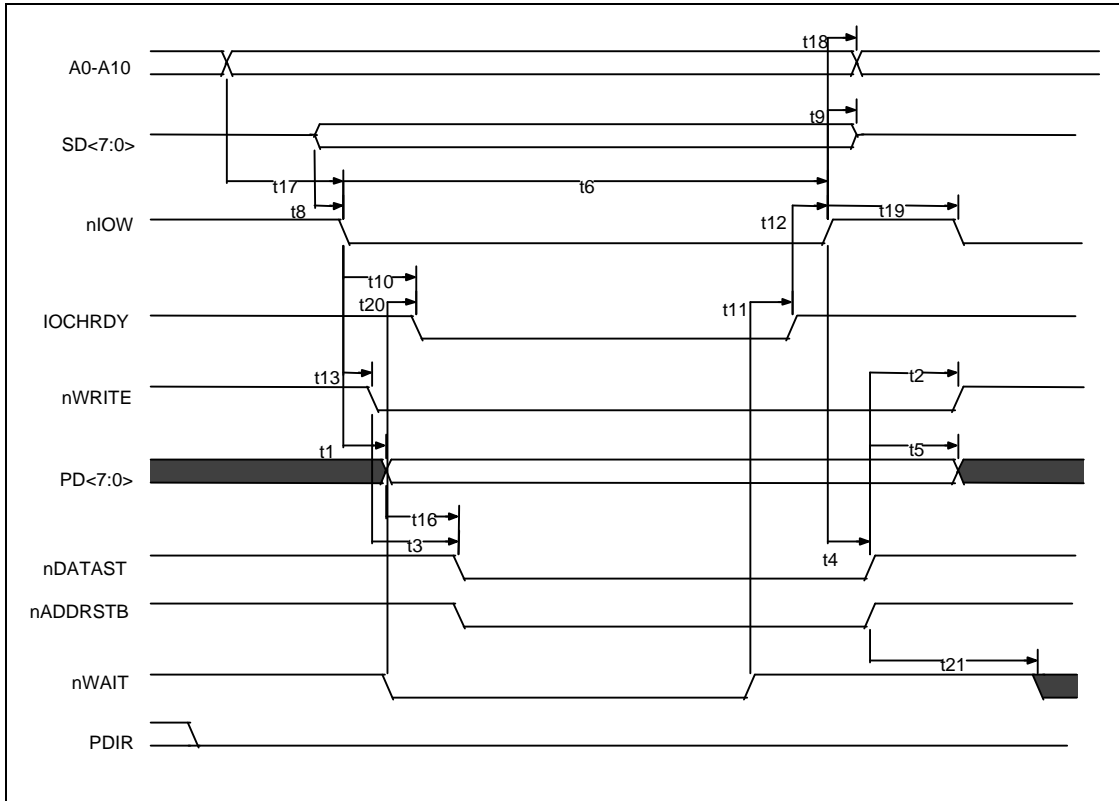 t18
A0-A10
t9
SD<7:0>
t17
t6
t8
t12
t19
nIOW
t10
t20
t11
IOCHRDY
t13
t2
nWRITE
t1
t5
PD<7:0>
t16
t3
t4
nDATAST
nADDRSTB
t21
nWAIT
PDIR